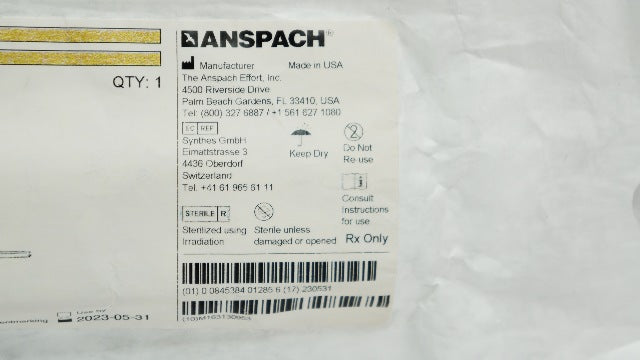 QTY: 1
ANSPACH®
Manufacturer Made in USA
The Anspach Effort, Inc.
4500 Riverside Drive
Palm Beach Gardens, FL 33410, USA
Tel: (800) 327 6887 / +1 561 627 1080
EC REP
Synthes GmbH
Eimattstrasse 3
4436 Oberdorf
Switzerland
Tel. +41 61 965 61 11
Keep Dry
2
Do Not
Re-use
i
Consult
Instructions
for use
STERILE R
Sterilized using
Irradiation
Sterile unless
damaged or opened
Rx Only
(01) 0 0845384 01285 6 (17) 230531
Use by
2023-05-31